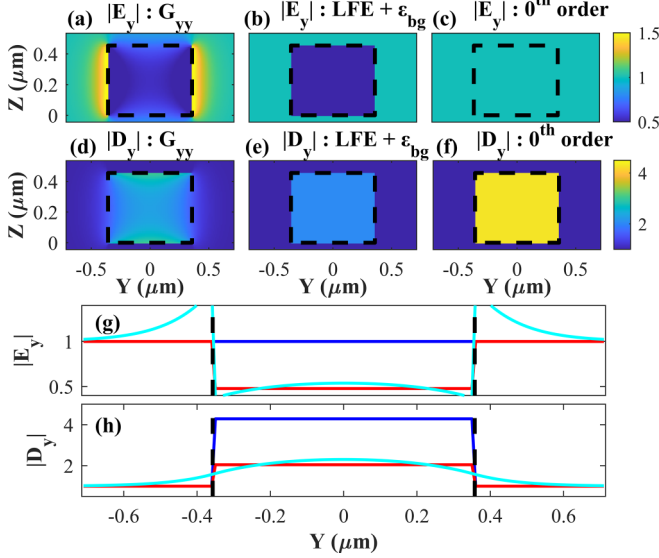 (a) |E_y| : G_yy (b) |E_y| : LFE + ε_bg (c) |E_y| : 0^th order
Z (μm)
0.4
0.2
0
1.5
1
0.5
(d) |D_y| : G_yy (e) |D_y| : LFE + ε_bg (f) |D_y| : 0^th order
Z (μm)
0.4
0.2
0
4
3
2
-0.5 0 0.5 -0.5 0 0.5 -0.5 0 0.5
Y (μm) Y (μm) Y (μm)
(g)
|E_y|
1
0.5
(h)
|D_y|
4
2
-0.6 -0.4 -0.2 0 0.2 0.4 0.6
Y (μm)